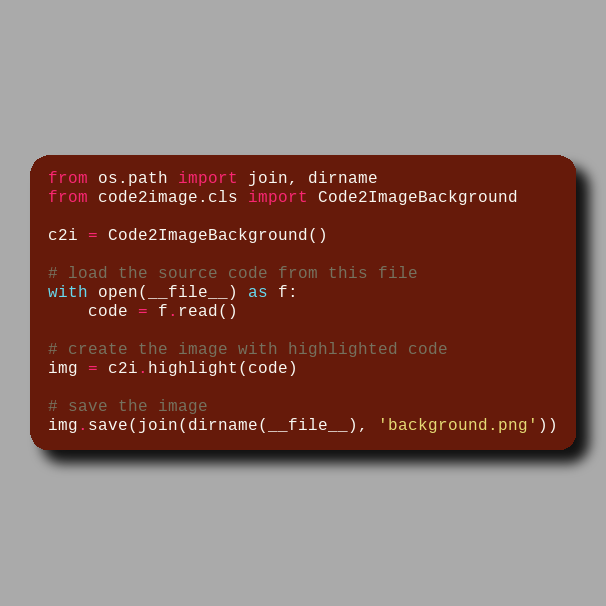 from os.path import join, dirname
from code2image.cls import Code2ImageBackground
c2i = Code2ImageBackground()
# load the source code from this file
with open(__file__) as f:
    code = f.read()
# create the image with highlighted code
img = c2i.highlight(code)
# save the image
img.save(join(dirname(__file__), 'background.png'))